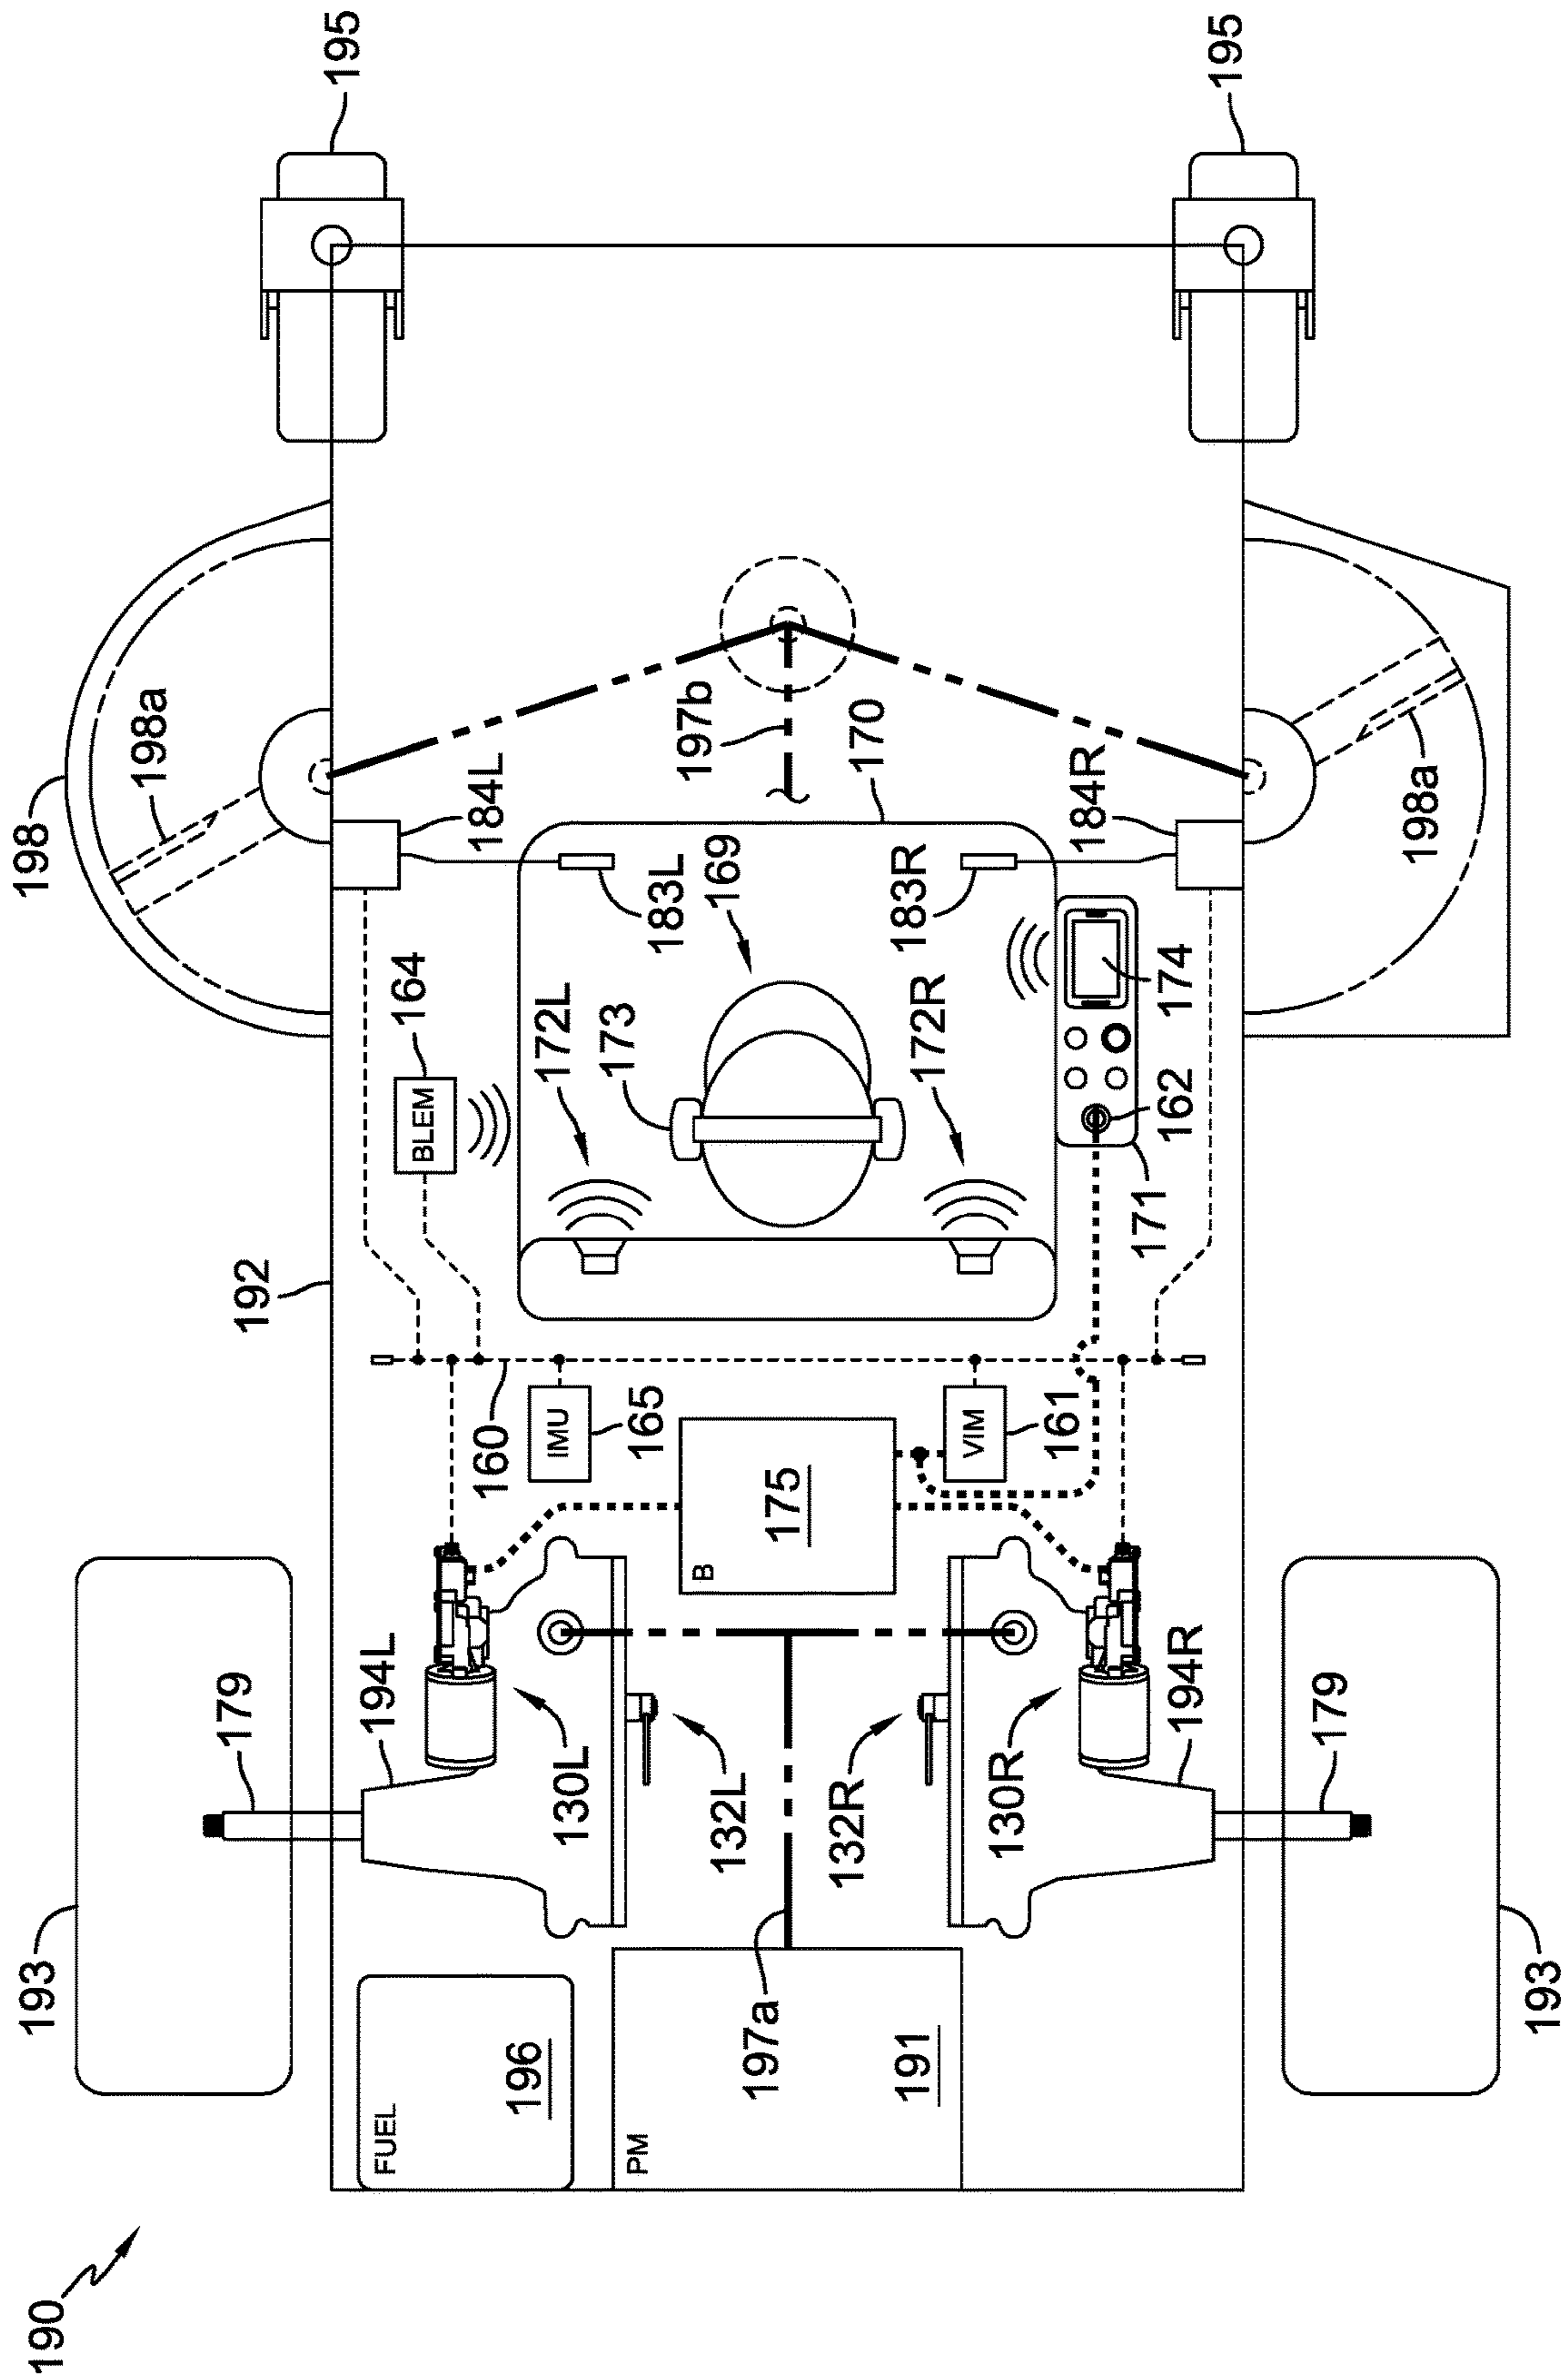 190
193
198
198a
179
192
195
FUEL
194L
164
BLEM
160
184L
196
IMU
172L
130L
173
PM
165
183L
197b
B
169
132L
197a
175
132R
170
191
183R
172R
VIM
130R
161
184R
171
162
174
194R
195
179
198a
193